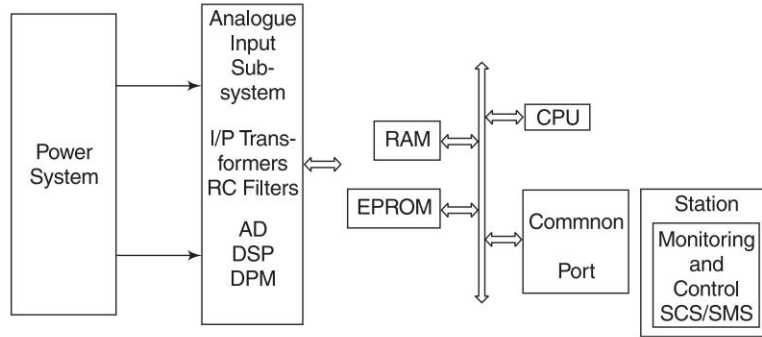 Power
System
Analogue
Input
Sub-
system
I/P Trans-
formers
RC Filters
AD
DSP
DPM
RAM
EPROM
CPU
Commnon
Port
Station
Monitoring
and
Control
SCS/SMS